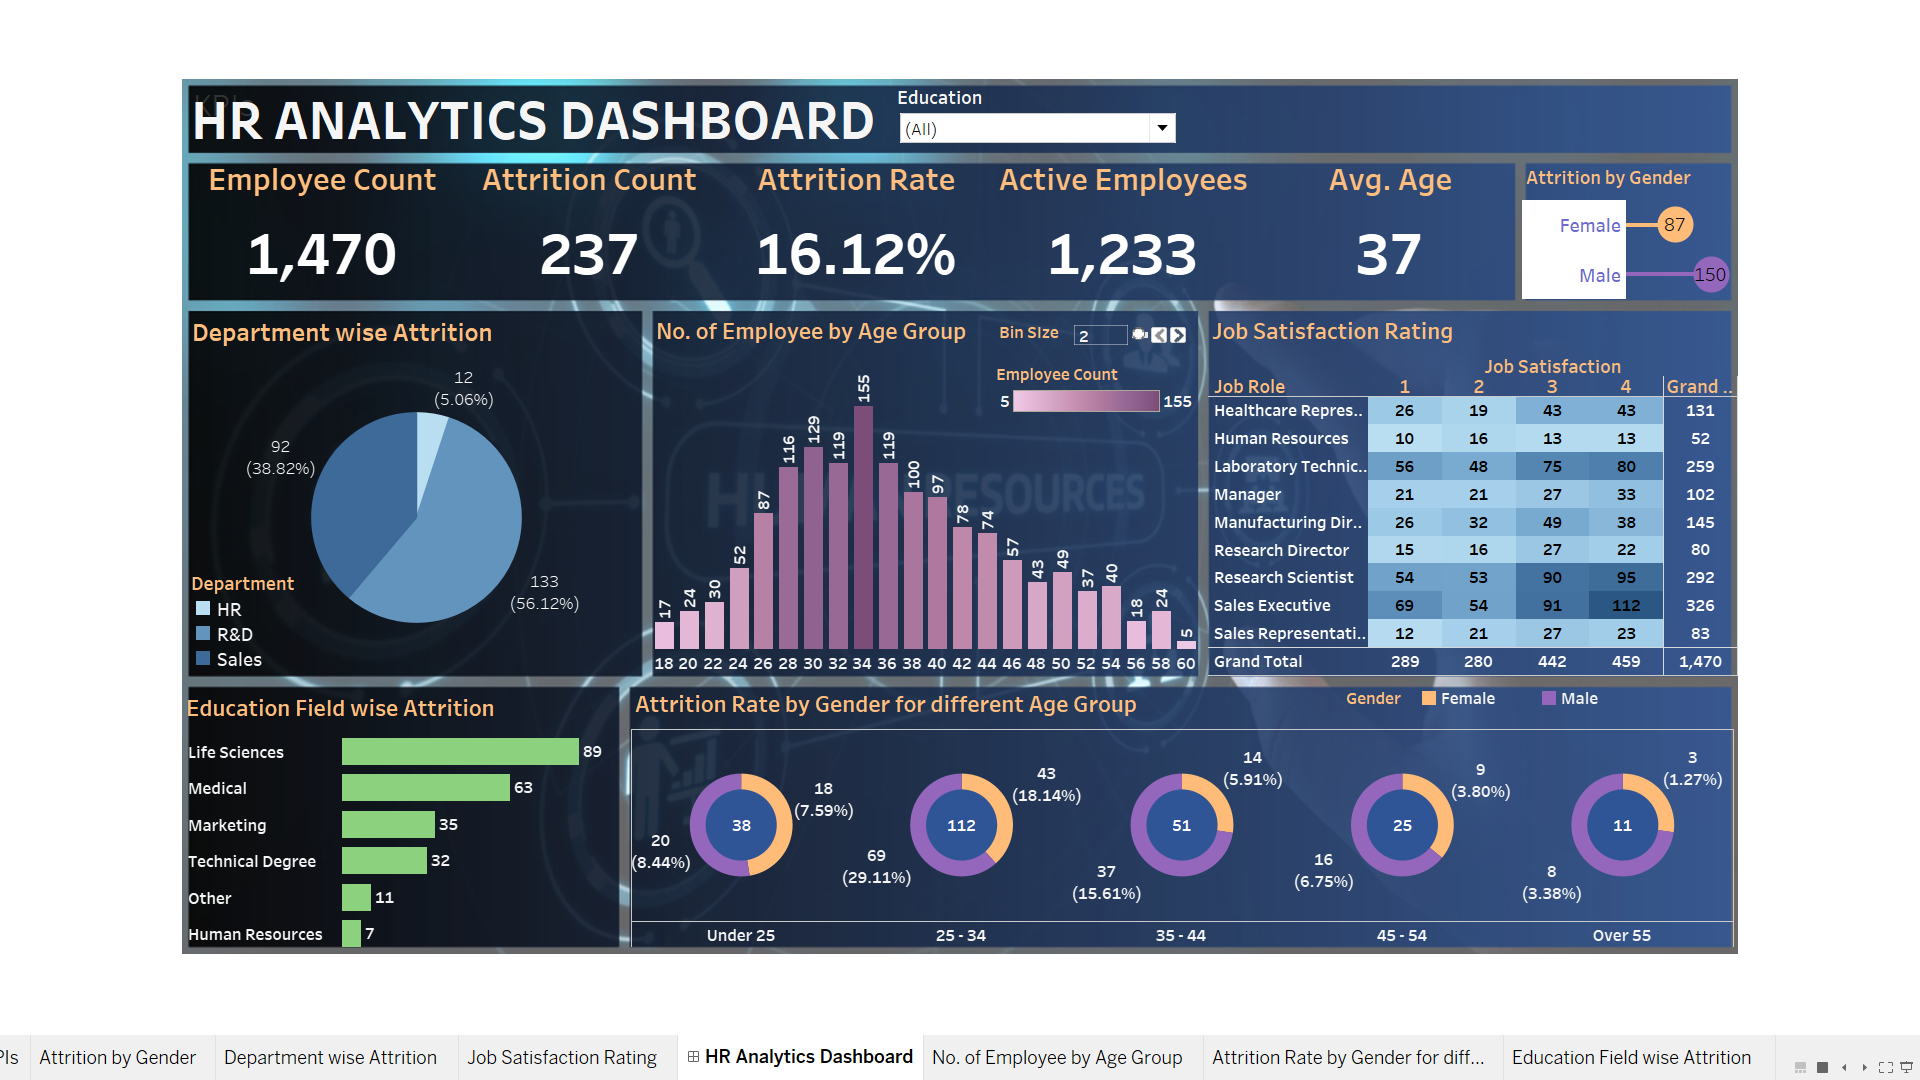 HR ANALYTICS DASHBOARD
KPIs
Education
(All)
Employee Count
Attrition Count
Attrition Rate
Active Employees
Avg. Age
1,470
237
16.12%
1,233
37
Attrition by Gender
Female
87
Male
150
Department wise Attrition
12
(5.06%)
92
(38.82%)
133
(56.12%)
Department
HR
R&D
Sales
No. of Employee by Age Group
Bin SIze
2
Employee Count
5
155
HUMAN RESOURCES
17 24 30 52 87 116 129 119 155 119 100 97 78 74 57 43 49 37 40 18 24 5
18 20 22 24 26 28 30 32 34 36 38 40 42 44 46 48 50 52 54 56 58 60
Job Satisfaction Rating
Job Satisfaction
Job Role 1 2 3 4 Grand ..
Healthcare Repres.. 26 19 43 43 131
Human Resources 10 16 13 13 52
Laboratory Technic.. 56 48 75 80 259
Manager 21 21 27 33 102
Manufacturing Dir.. 26 32 49 38 145
Research Director 15 16 27 22 80
Research Scientist 54 53 90 95 292
Sales Executive 69 54 91 112 326
Sales Representati.. 12 21 27 23 83
Grand Total 289 280 442 459 1,470
Education Field wise Attrition
Life Sciences 89
Medical 63
Marketing 35
Technical Degree 32
Other 11
Human Resources 7
Attrition Rate by Gender for different Age Group
Gender
Female
Male
18
(7.59%)
38
20
(8.44%)
43
(18.14%)
112
69
(29.11%)
14
(5.91%)
51
37
(15.61%)
9
(3.80%)
25
16
(6.75%)
3
(1.27%)
11
8
(3.38%)
Under 25
25 - 34
35 - 44
45 - 54
Over 55
PIs
Attrition by Gender
Department wise Attrition
Job Satisfaction Rating
HR Analytics Dashboard
No. of Employee by Age Group
Attrition Rate by Gender for diff...
Education Field wise Attrition